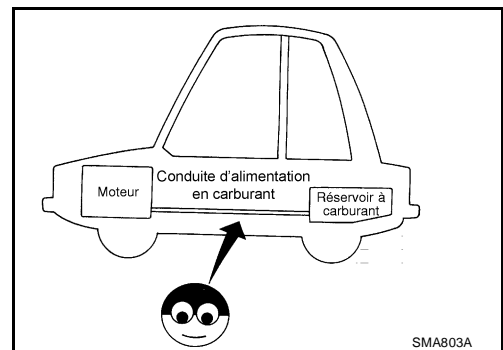 Conduite d'alimentation
en carburant
Moteur
Réservoir à
carburant
SMA803A